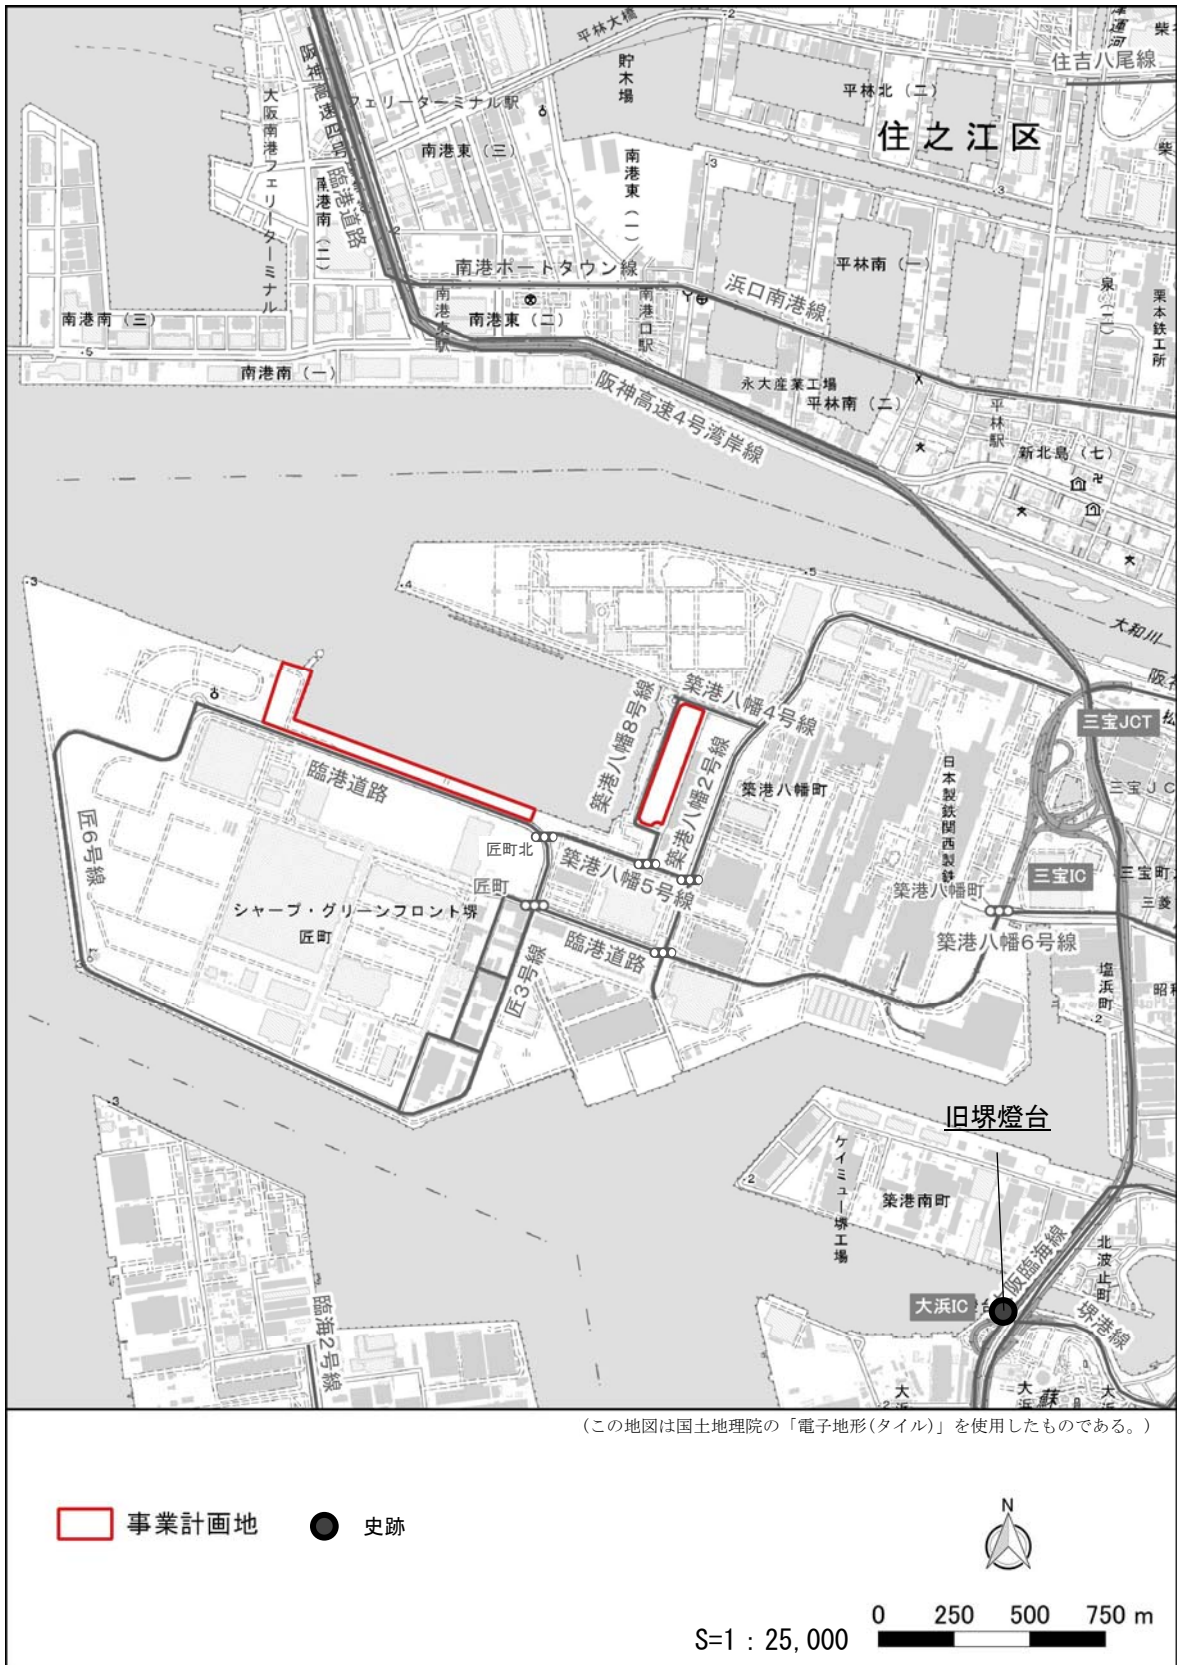 平林大橋
貯木場
平林北（二）
住吉八尾線
住之江区
阪神高速四号
臨港道路
フェリーターミナル駅
大阪南港フェリーターミナル
南港東（三）
南港南（二）
南港東（一）
南港ポートタウン線
平林南（一）
浜口南港線
泉（二）
栗本鉄工所
南港南（三）
南港東駅
南港東（二）
南港口駅
南港南（一）
阪神高速4号湾岸線
永大産業工場
平林南（二）
平林駅
新北島（七）
大和川
築港八幡4号線
築港八幡8号線
築港八幡2号線
三宝JCT
臨港道路
築港八幡町
日本製鉄関西製鉄
匠6号線
匠町北
築港八幡5号線
匠町
シャープ・グリーンフロント堺
匠町
築港八幡町
三宝IC
三宝町
三菱
臨港道路
築港八幡6号線
匠3号線
塩浜町
旧堺燈台
ケイミュー堺工場
築港南町
北波止町
阪臨海線
大浜IC
堺港線
臨海2号線
(この地図は国土地理院の「電子地形(タイル)」を使用したものである。)
事業計画地
史跡
N
S=1：25,000
0 250 500 750 m